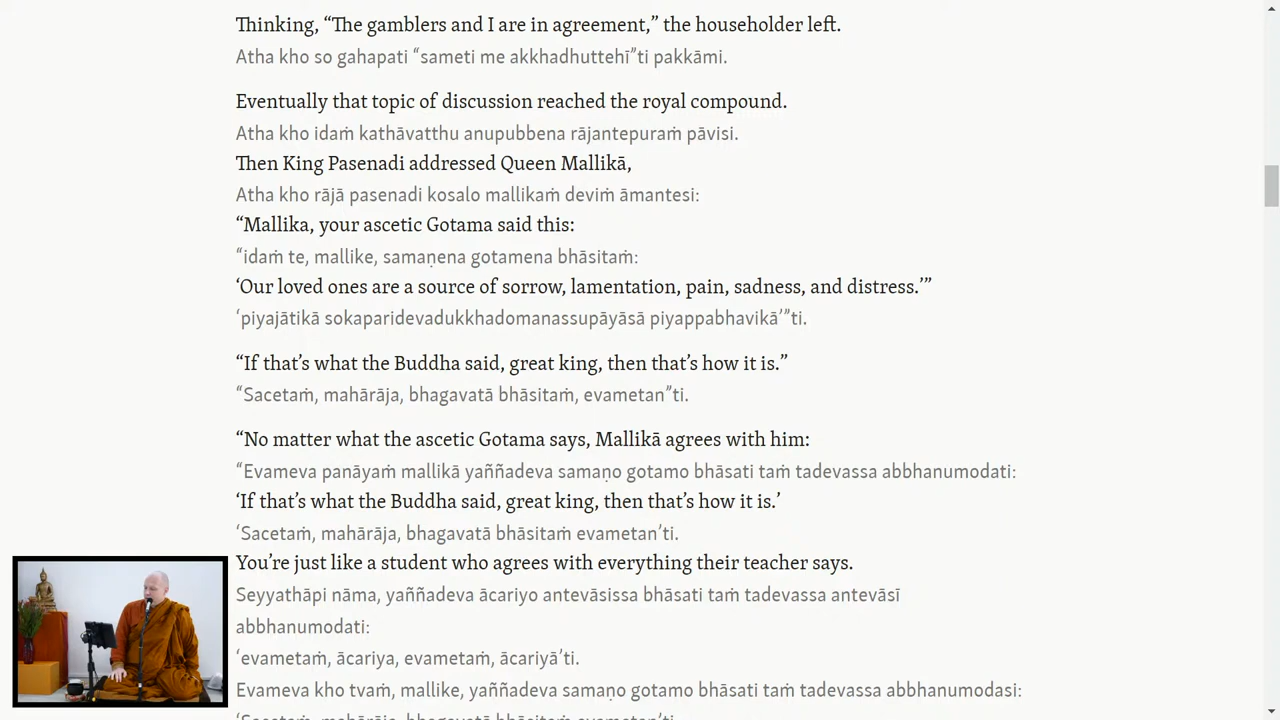 Thinking, “The gamblers and I are in agreement,” the householder left.
Atha kho so gahapati “sameti me akkhadhuttehī”ti pakkāmi.
Eventually that topic of discussion reached the royal compound.
Atha kho idaṁ kathāvatthu anupubbena rājantepuraṁ pāvisi.
Then King Pasenadi addressed Queen Mallikā,
Atha kho rājā pasenadi kosalo mallikaṁ deviṁ āmantesi:
“Mallika, your ascetic Gotama said this:
“idaṁ te, mallike, samaṇena gotamena bhāsitaṁ:
‘Our loved ones are a source of sorrow, lamentation, pain, sadness, and distress.’”
‘piyajātikā sokaparidevadukkhadomanassupāyāsā piyappabhavikā’”ti.
“If that’s what the Buddha said, great king, then that’s how it is.”
“Sacetaṁ, mahārāja, bhagavatā bhāsitaṁ, evametan”ti.
“No matter what the ascetic Gotama says, Mallikā agrees with him:
“Evameva panāyaṁ mallikā yaññadeva samaṇo gotamo bhāsati taṁ tadevassa abbhanumodati:
‘If that’s what the Buddha said, great king, then that’s how it is.’
‘Sacetaṁ, mahārāja, bhagavatā bhāsitaṁ evametan’ti.
You’re just like a student who agrees with everything their teacher says.
Seyyathāpi nāma, yaññadeva ācariyo antevāsissa bhāsati taṁ tadevassa antevāsī
abbhanumodati:
‘evametaṁ, ācariya, evametaṁ, ācariyā’ti.
Evameva kho tvaṁ, mallike, yaññadeva samaṇo gotamo bhāsati taṁ tadevassa abbhanumodasi:
‘Sacetaṁ, mahārāja, bhagavatā bhāsitaṁ evametan’ti.